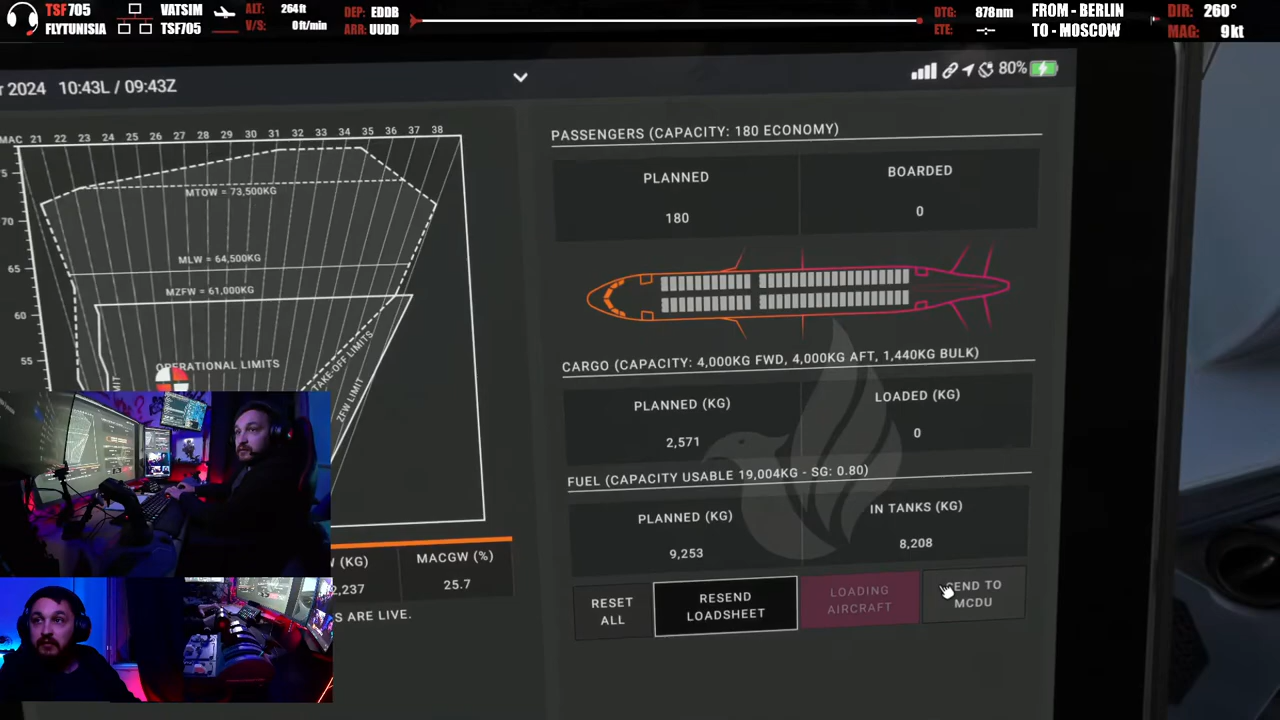 TSF705
FLYTUNISIA
VATSIM
TSF705
ALT: 264ft
V/S: 0ft/min
DEP: EDDB
ARR: UUDD
DTG: 878nm
ETE:
FROM - BERLIN
TO - MOSCOW
DIR: 260°
MAG: 9kt
2024 10:43L / 09:43Z
80%
MAC 21 22 23 24 25 26 27 28 29 30 31 32 33 34 35 36 37 38
75
70
65
60
55
MTOW = 73,500KG
MLW = 64,500KG
MZFW = 61,000KG
OPERATIONAL LIMITS
TAKE-OFF LIMITS
ZFW LIMIT
PASSENGERS (CAPACITY: 180 ECONOMY)
PLANNED
BOARDED
180
0
CARGO (CAPACITY: 4,000KG FWD, 4,000KG AFT, 1,440KG BULK)
PLANNED (KG)
LOADED (KG)
2,571
0
FUEL (CAPACITY USABLE 19,004KG - SG: 0.80)
PLANNED (KG)
IN TANKS (KG)
9,253
8,208
(KG)
MACGW (%)
2,237
25.7
ARE LIVE.
RESET
ALL
RESEND
LOADSHEET
LOADING
AIRCRAFT
SEND TO
MCDU